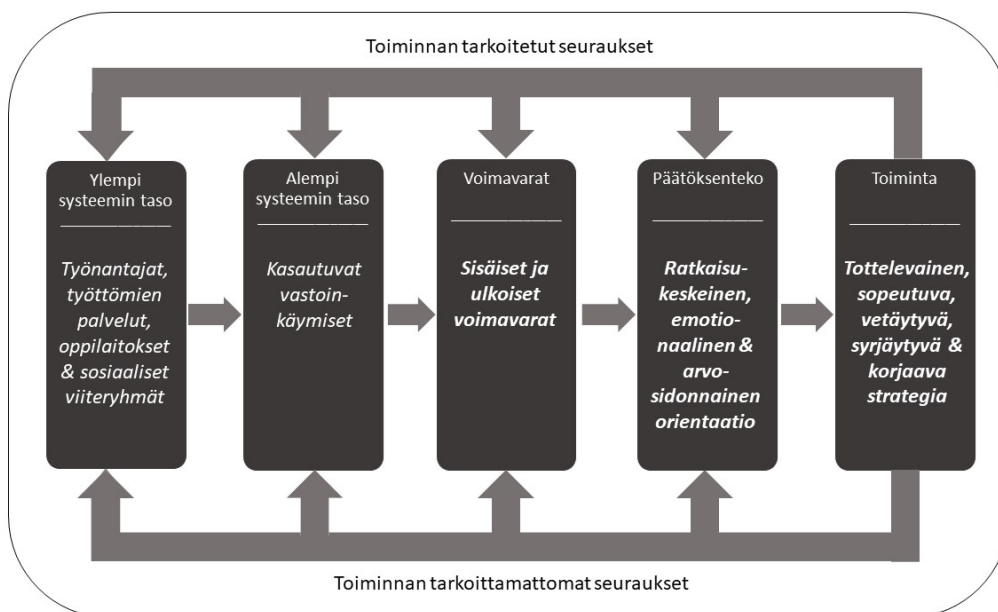 Toiminnan tarkoitetut seuraukset
Ylempi
systeemin taso
Työnantajat,
työttömien
palvelut,
oppilaitokset
& sosiaaliset
viiteryhmät
Alempi
systeemin taso
Kasautuvat
vastoin-
käymiset
Voimavarat
Sisäiset ja
ulkoiset
voimavarat
Päätöksenteko
Ratkaisu-
keskeinen,
emotio-
naalinen &
arvo-
sidonnainen
orientaatio
Toiminta
Tottelevainen,
sopeutuva,
vetäytyvä,
syrjäytyvä &
korjaava
strategia
Toiminnan tarkoittamattomat seuraukset